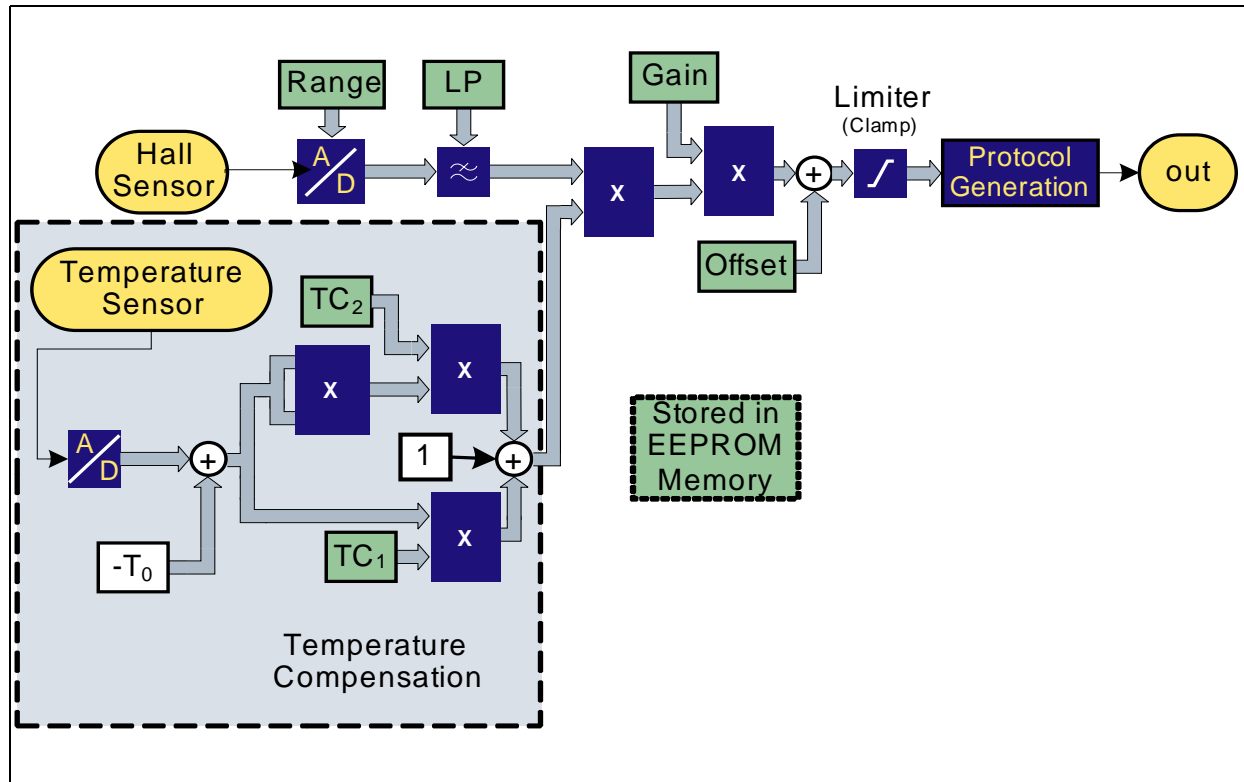 Range
LP
Gain
Limiter
(Clamp)
Hall
Sensor
A
D
X
X
+
Protocol
Generation
out
Offset
Temperature
Sensor
TC₂
X
X
A
D
+
1
+
-T₀
TC₁
X
Stored in
EEPROM
Memory
Temperature
Compensation